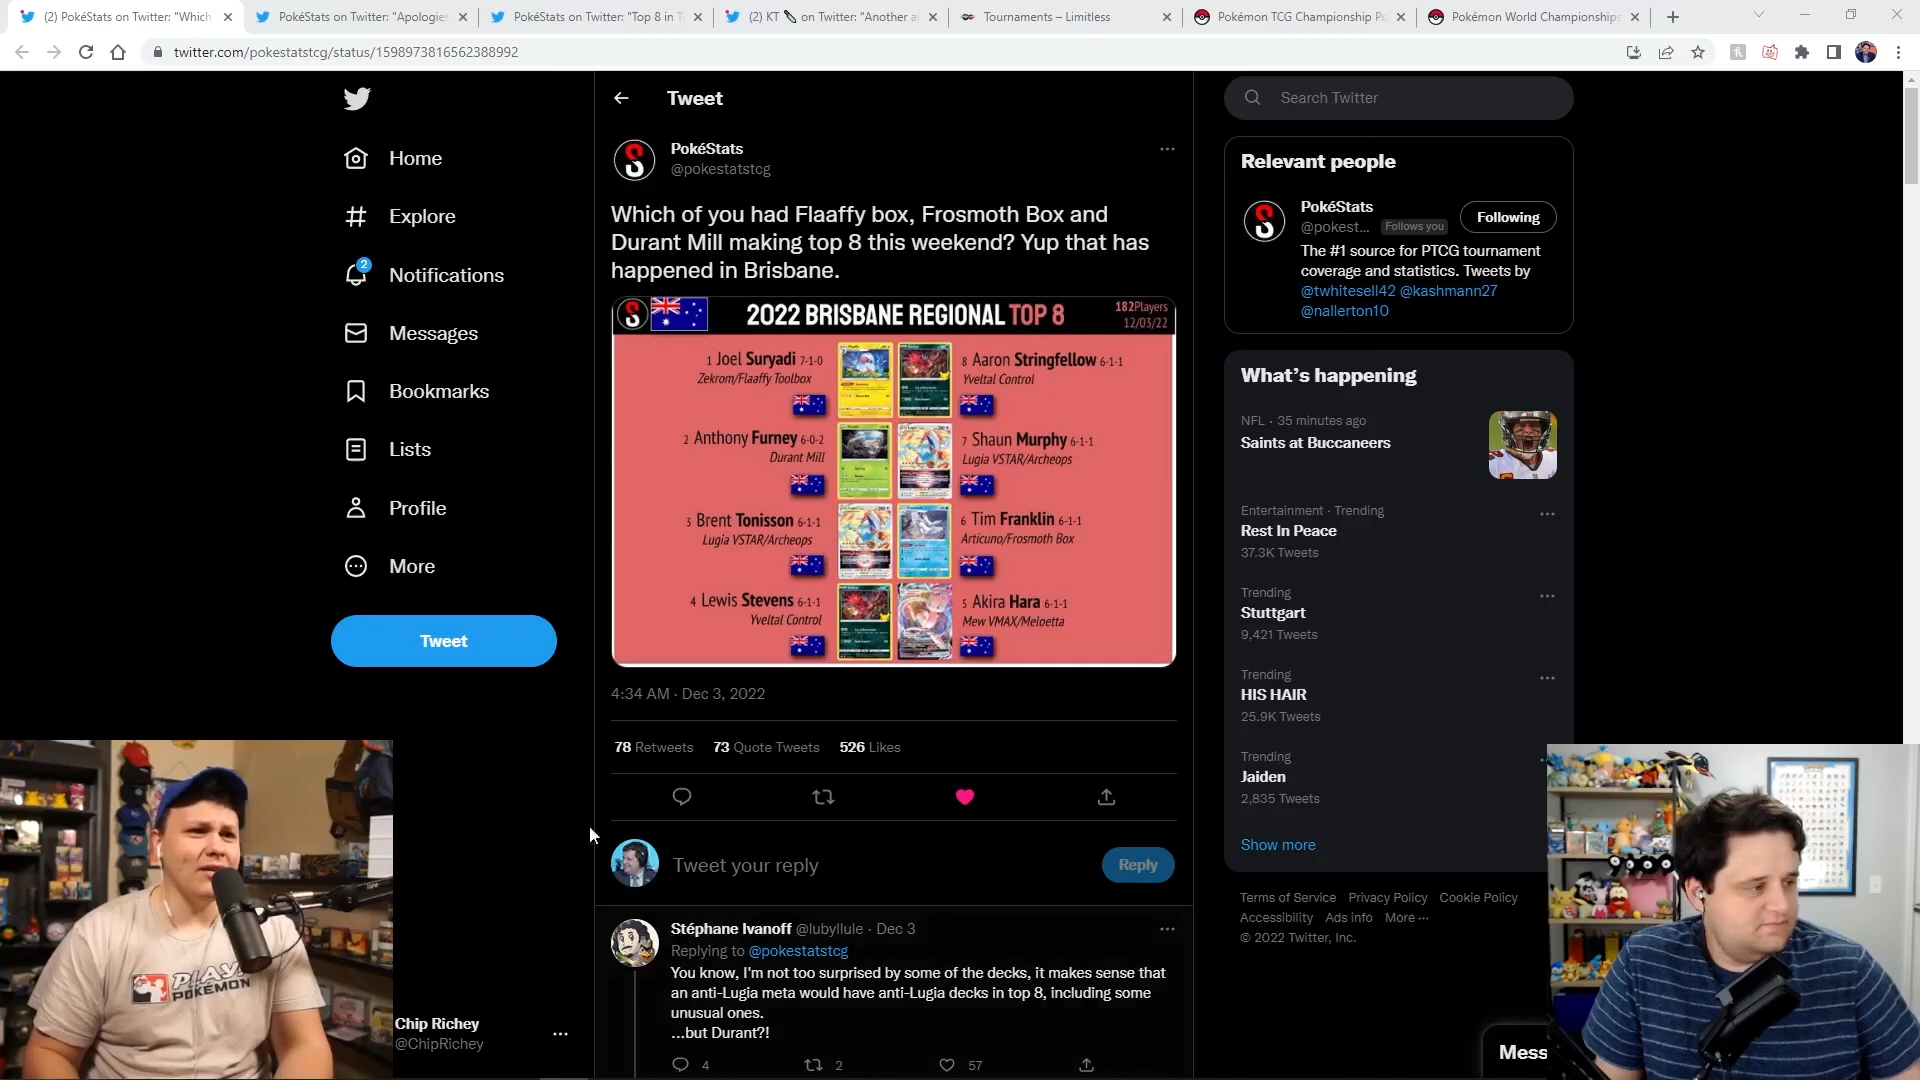 (2) PokéStats on Twitter: "Which
PokéStats on Twitter: "Apologies
PokéStats on Twitter: "Top 8 in T
(2) KT on Twitter: "Another a
Tournaments – Limitless
Pokémon TCG Championship Po
Pokémon World Championships
twitter.com/pokestatstcg/status/1598973816562388992
Home
Explore
2
Notifications
Messages
Bookmarks
Lists
Profile
More
Tweet
Chip Richey
@ChipRichey
Tweet
PokéStats
@pokestatstcg
Which of you had Flaaffy box, Frosmoth Box and
Durant Mill making top 8 this weekend? Yup that has
happened in Brisbane.
2022 BRISBANE REGIONAL TOP 8
182Players
12/03/22
1 Joel Suryadi 7-1-0
Zekrom/Flaaffy Toolbox
8 Aaron Stringfellow 6-1-1
Yveltal Control
2 Anthony Furney 6-0-2
Durant Mill
7 Shaun Murphy 6-1-1
Lugia VSTAR/Archeops
3 Brent Tonisson 6-1-1
Lugia VSTAR/Archeops
6 Tim Franklin 6-1-1
Articuno/Frosmoth Box
4 Lewis Stevens 6-1-1
Yveltal Control
5 Akira Hara 6-1-1
Mew VMAX/Meloetta
4:34 AM · Dec 3, 2022
78 Retweets 73 Quote Tweets 526 Likes
Tweet your reply
Reply
Stéphane Ivanoff @lubyllule · Dec 3
Replying to @pokestatstcg
You know, I'm not too surprised by some of the decks, it makes sense that
an anti-Lugia meta would have anti-Lugia decks in top 8, including some
unusual ones.
...but Durant?!
4 2 57
Search Twitter
Relevant people
PokéStats
@pokest... Follows you
Following
The #1 source for PTCG tournament
coverage and statistics. Tweets by
@twhitesell42 @kashmann27
@nallerton10
What's happening
NFL · 35 minutes ago
Saints at Buccaneers
Entertainment · Trending
Rest In Peace
37.3K Tweets
Trending
Stuttgart
9,421 Tweets
Trending
HIS HAIR
25.9K Tweets
Trending
Jaiden
2,835 Tweets
Show more
Terms of Service Privacy Policy Cookie Policy
Accessibility Ads info More ...
© 2022 Twitter, Inc.
Mess
PLAY!
POKÉMON